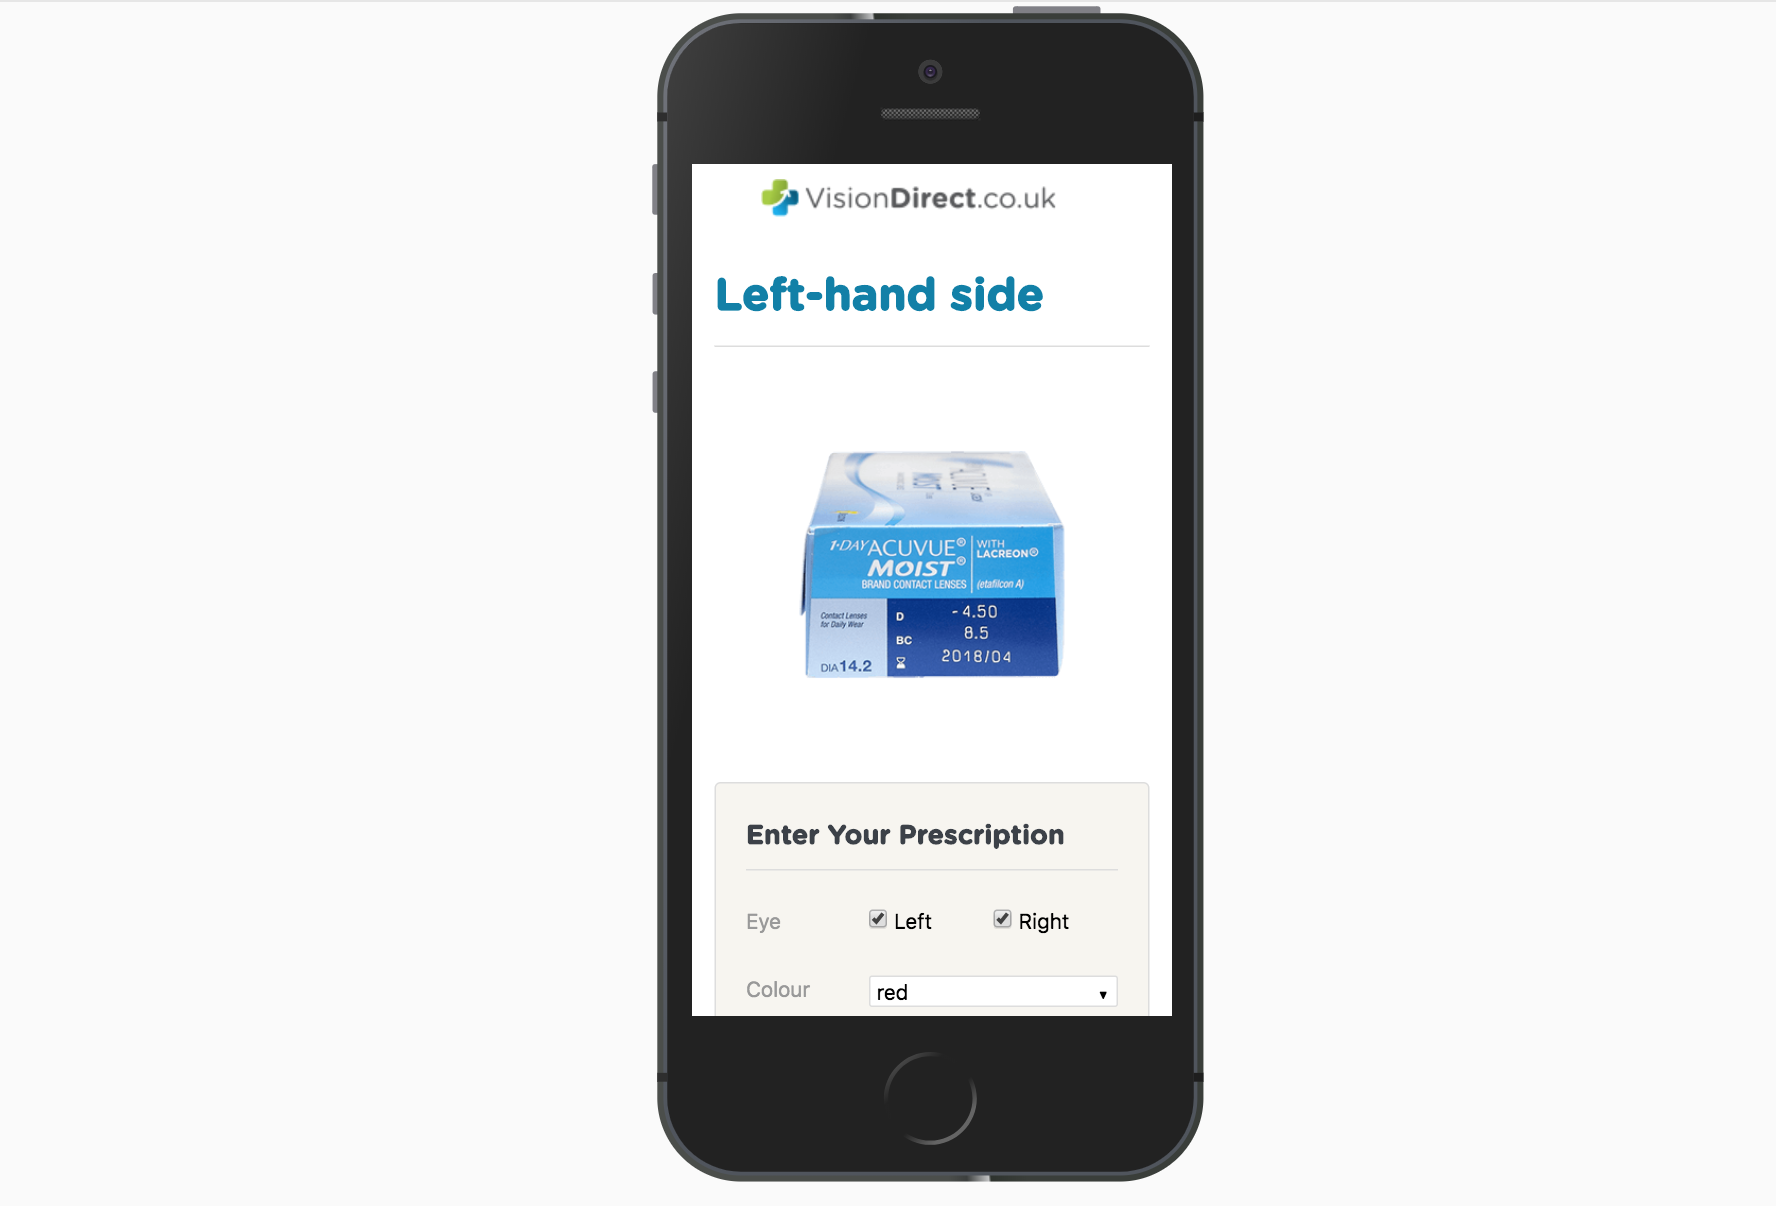 VisionDirect.co.uk
Left-hand side
1·DAY ACUVUE® WITH
MOIST® LACREON®
BRAND CONTACT LENSES (etafilcon A)
Contact Lenses
for Daily Wear
DIA 14.2
D -4.50
BC 8.5
2018/04
Enter Your Prescription
Eye Left Right
Colour red